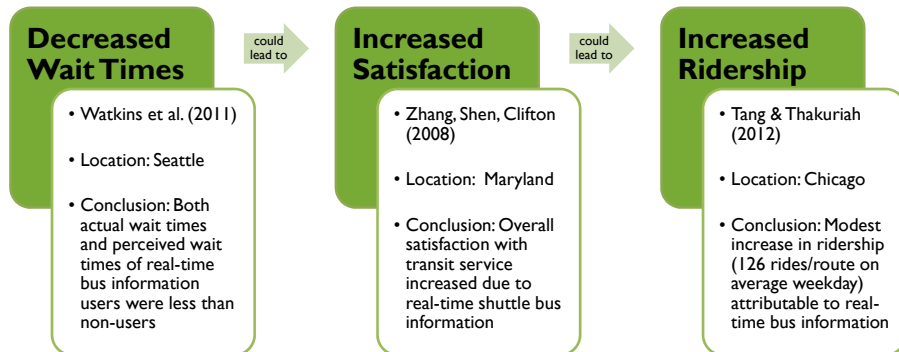 Decreased
Wait Times
• Watkins et al. (2011)
• Location: Seattle
• Conclusion: Both
actual wait times
and perceived wait
times of real-time
bus information
users were less than
non-users
could
lead to
Increased
Satisfaction
• Zhang, Shen, Clifton
(2008)
• Location: Maryland
• Conclusion: Overall
satisfaction with
transit service
increased due to
real-time shuttle bus
information
could
lead to
Increased
Ridership
• Tang & Thakuriah
(2012)
• Location: Chicago
• Conclusion: Modest
increase in ridership
(126 rides/route on
average weekday)
attributable to real-
time bus information